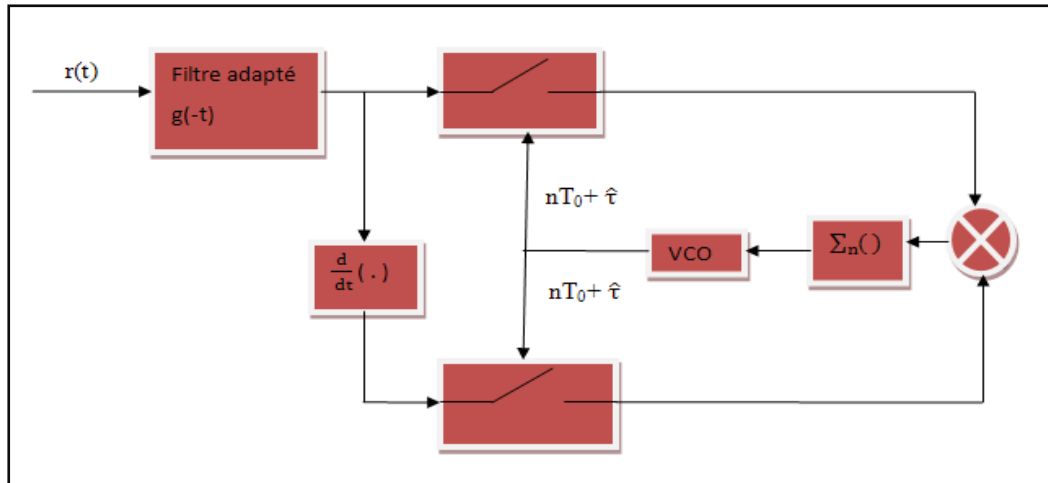 r(t)
Filtre adapté
g(-t)
nT₀+ τ̂
d/dt(.)
VCO
Σₙ()
nT₀+ τ̂